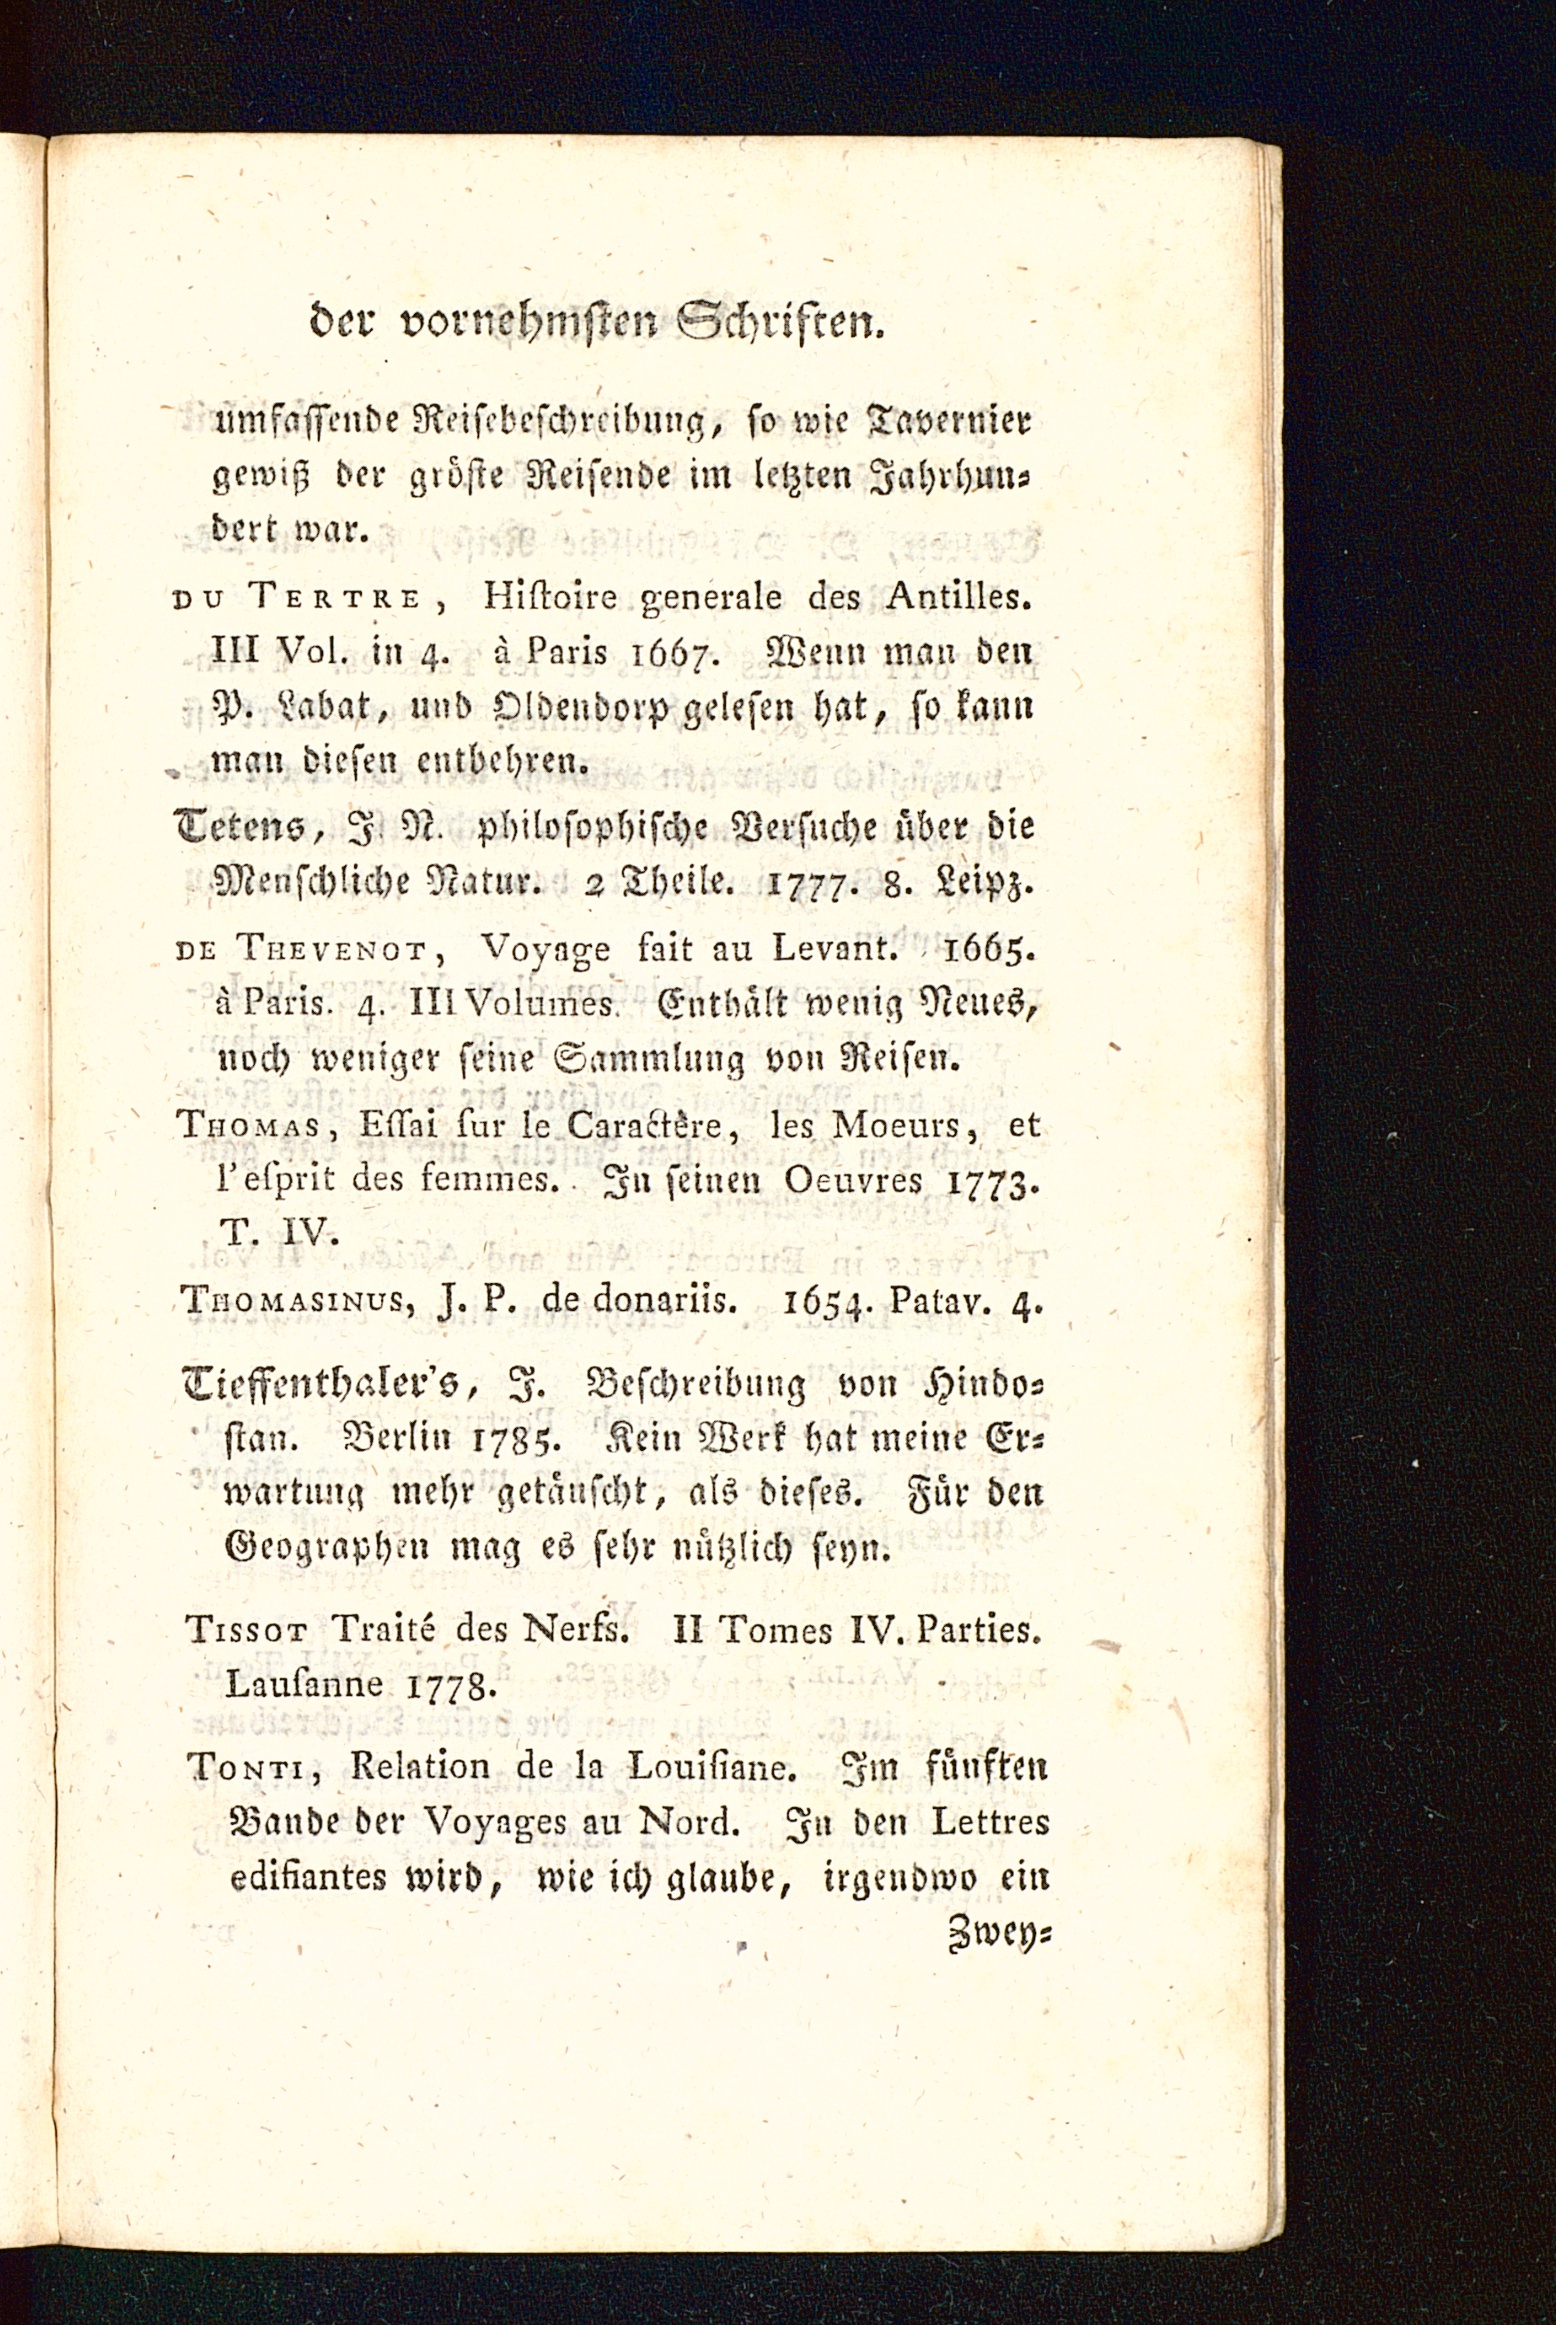 der vornehmſten Schriften.
umfaſſende Reiſebeſchreibung, ſo wie Tavernier
gewiß der gröſte Reiſende im letzten Jahrhun⸗
dert war.
DU TERTRE, Hiſtoire generale des Antilles.
III Vol. in 4. à Paris 1667. Wenn man den
P. Labat, und Oldendorp geleſen hat, ſo kann
man dieſen entbehren.
Tetens, J. N. philoſophiſche Verſuche über die
Menſchliche Natur. 2 Theile. 1777. 8. Leipz.
DE THEVENOT, Voyage fait au Levant. 1665.
à Paris. 4. III Volumes. Enthält wenig Neues,
noch weniger ſeine Sammlung von Reiſen.
THOMAS, Eſſai ſur le Caractère, les Moeurs, et
l'eſprit des femmes. In ſeinen Oeuvres 1773.
T. IV.
THOMASINUS, J. P. de donariis. 1654. Patav. 4.
Tieffenthaler's, J. Beſchreibung von Hindo⸗
ſtan. Berlin 1785. Kein Werk hat meine Er⸗
wartung mehr getäuſcht, als dieſes. Für den
Geographen mag es ſehr nützlich ſeyn.
TISSOT Traité des Nerfs. II Tomes IV. Parties.
Lauſanne 1778.
TONTI, Relation de la Louiſiane. Im fünften
Bande der Voyages au Nord. In den Lettres
edifiantes wird, wie ich glaube, irgendwo ein
Zwey⸗